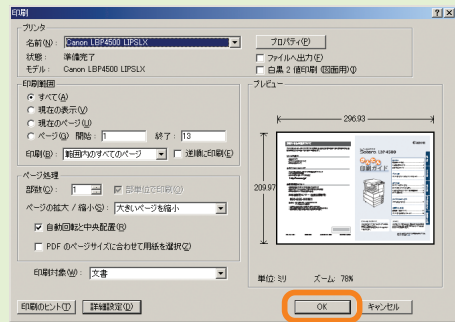 印刷
プリンタ
名前(N): Canon LBP4500 LIPSLX
プロパティ(P)
状態: 準備完了
モデル: Canon LBP4500 LIPSLX
ファイルへ出力(F)
白黒 2 値印刷 (図面用)(I)
印刷範囲
すべて(A)
現在の表示(V)
現在のページ(U)
ページ(G) 開始: 1 終了: 13
印刷(B): 範囲内のすべてのページ 逆順に印刷(E)
ページ処理
部数(C): 1 部単位で印刷(O)
ページの拡大 / 縮小(S): 大きいページを縮小
自動回転と中央配置(R)
PDF のページサイズに合わせて用紙を選択(Z)
印刷対象(W): 文書
プレビュー
296.93
209.97
Canon
Satera LBP4500
印刷ガイド
単位: ミリ ズーム: 78%
印刷のヒント(T) 詳細設定(D) OK キャンセル